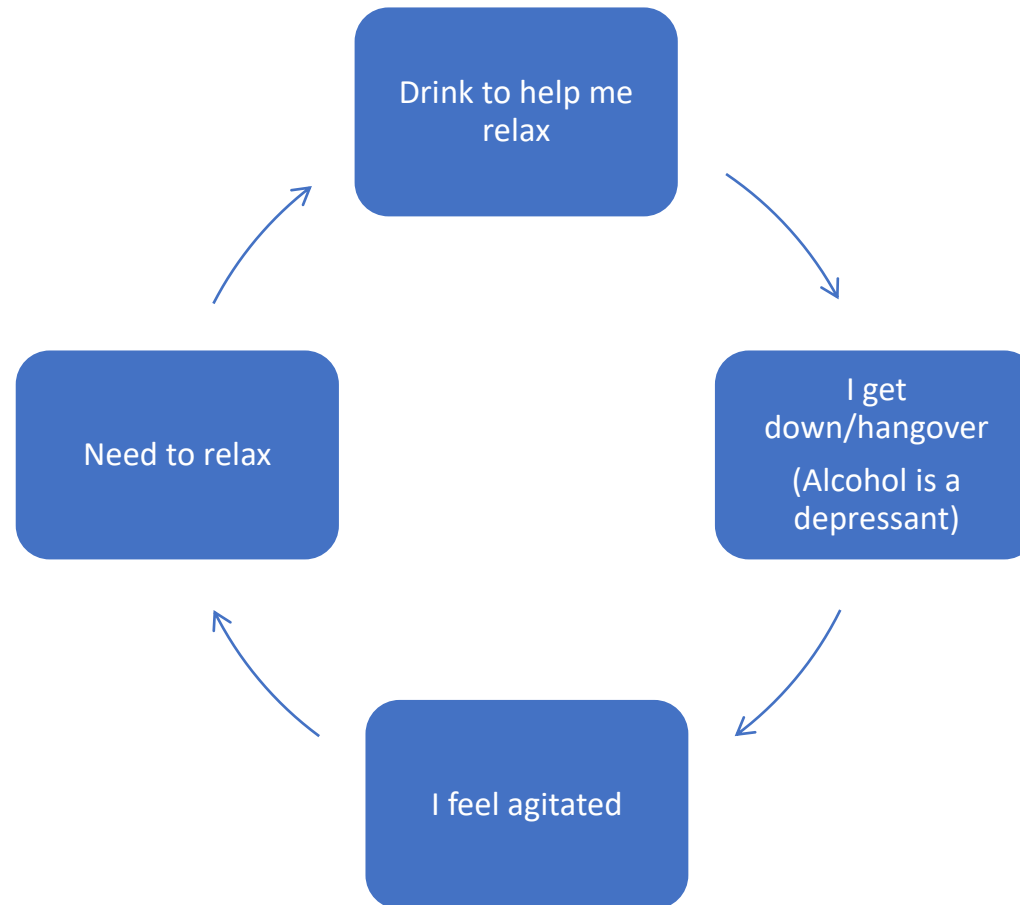 Drink to help me
relax
I get
down/hangover
(Alcohol is a
depressant)
I feel agitated
Need to relax